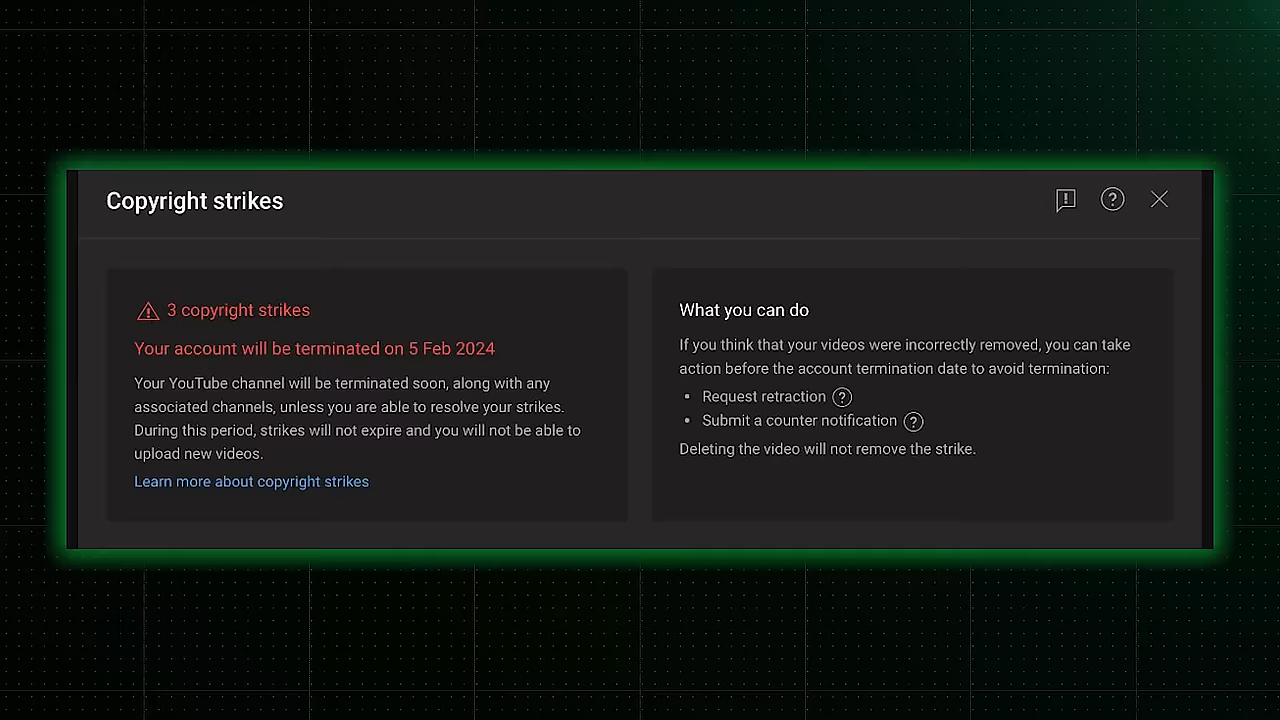 Copyright strikes
3 copyright strikes
Your account will be terminated on 5 Feb 2024
Your YouTube channel will be terminated soon, along with any
associated channels, unless you are able to resolve your strikes.
During this period, strikes will not expire and you will not be able to
upload new videos.
Learn more about copyright strikes
What you can do
If you think that your videos were incorrectly removed, you can take
action before the account termination date to avoid termination:
• Request retraction ?
• Submit a counter notification ?
Deleting the video will not remove the strike.